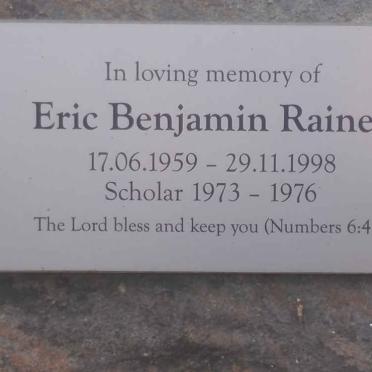 In loving memory of
Eric Benjamin Raine
17.06.1959 – 29.11.1998
Scholar 1973 – 1976
The Lord bless and keep you (Numbers 6:4